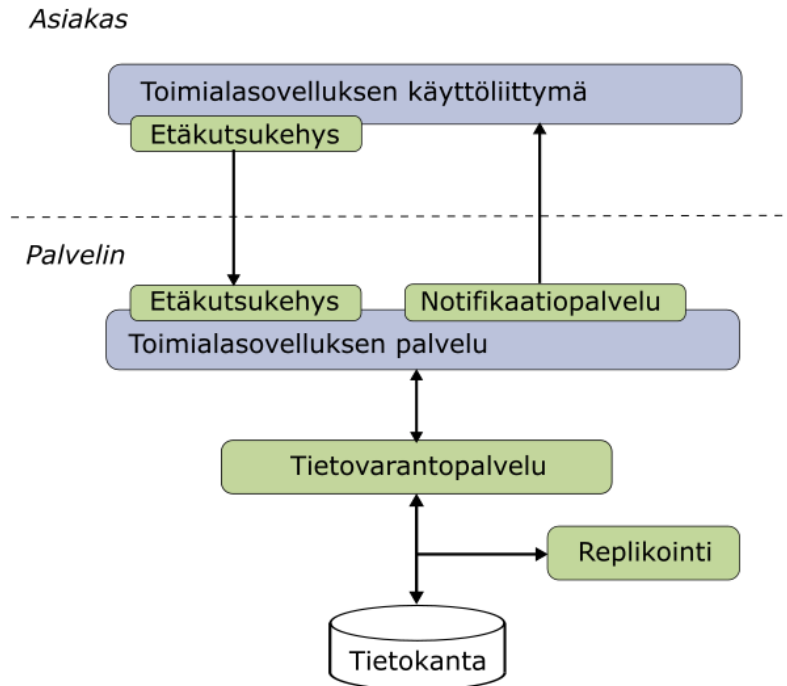 Asiakas
Toimialasovelluksen käyttöliittymä
Etäkutsukehys
Palvelin
Etäkutsukehys
Notifikaatiopalvelu
Toimialasovelluksen palvelu
Tietovarantopalvelu
Replikointi
Tietokanta